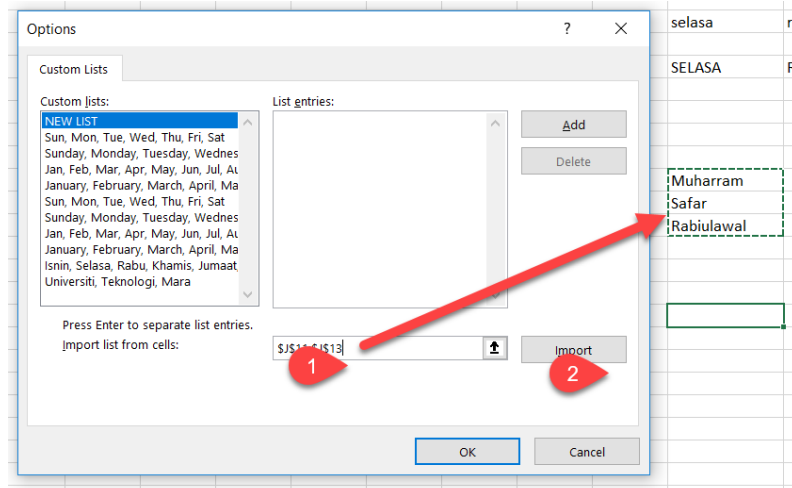 Options
?
selasa
Custom Lists
SELASA
Custom lists:
List entries:
NEW LIST
Sun, Mon, Tue, Wed, Thu, Fri, Sat
Sunday, Monday, Tuesday, Wednes
Jan, Feb, Mar, Apr, May, Jun, Jul, Au
January, February, March, April, Ma
Sun, Mon, Tue, Wed, Thu, Fri, Sat
Sunday, Monday, Tuesday, Wednes
Jan, Feb, Mar, Apr, May, Jun, Jul, Au
January, February, March, April, Ma
Isnin, Selasa, Rabu, Khamis, Jumaat,
Universiti, Teknologi, Mara
Add
Delete
Muharram
Safar
Rabiulawal
Press Enter to separate list entries.
Import list from cells:
$J$11:$J$13
Import
1
2
OK
Cancel